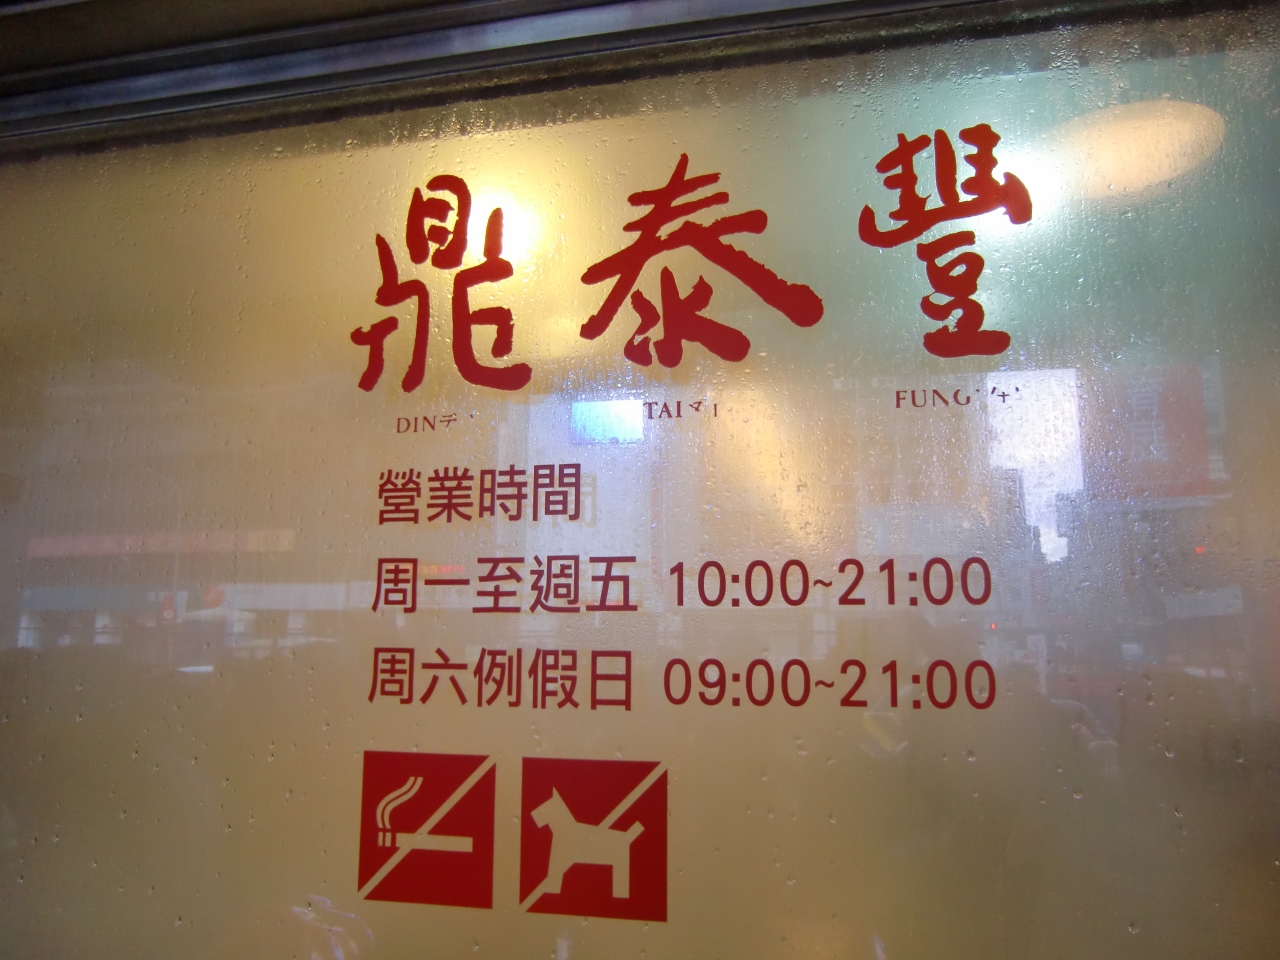 鼎泰豐
DIN TAI FUNG
營業時間
周一至週五 10:00~21:00
周六例假日 09:00~21:00